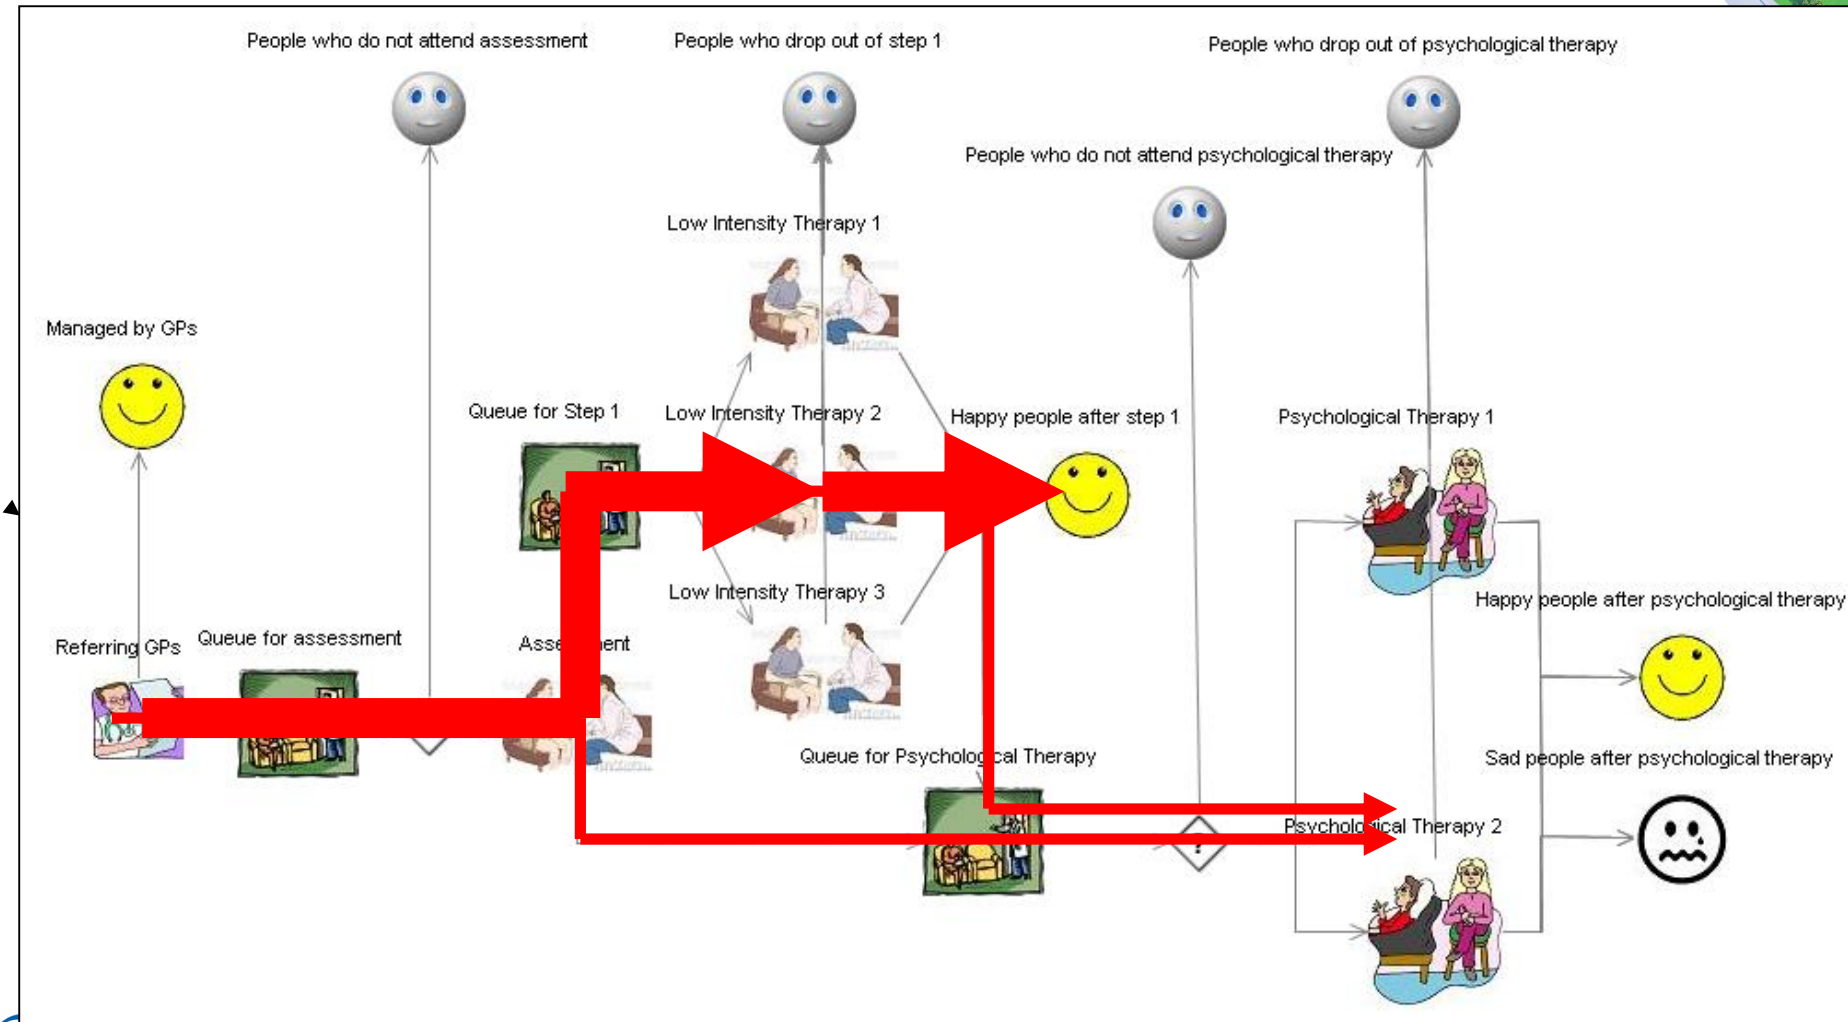 People who do not attend assessment
People who drop out of step 1
People who drop out of psychological therapy
People who do not attend psychological therapy
Low Intensity Therapy 1
Managed by GPs
Queue for Step 1
Low Intensity Therapy 2
Happy people after step 1
Psychological Therapy 1
Low Intensity Therapy 3
Happy people after psychological therapy
Referring GPs
Queue for assessment
Queue for Psychological Therapy
Sad people after psychological therapy
Psychological Therapy 2
?